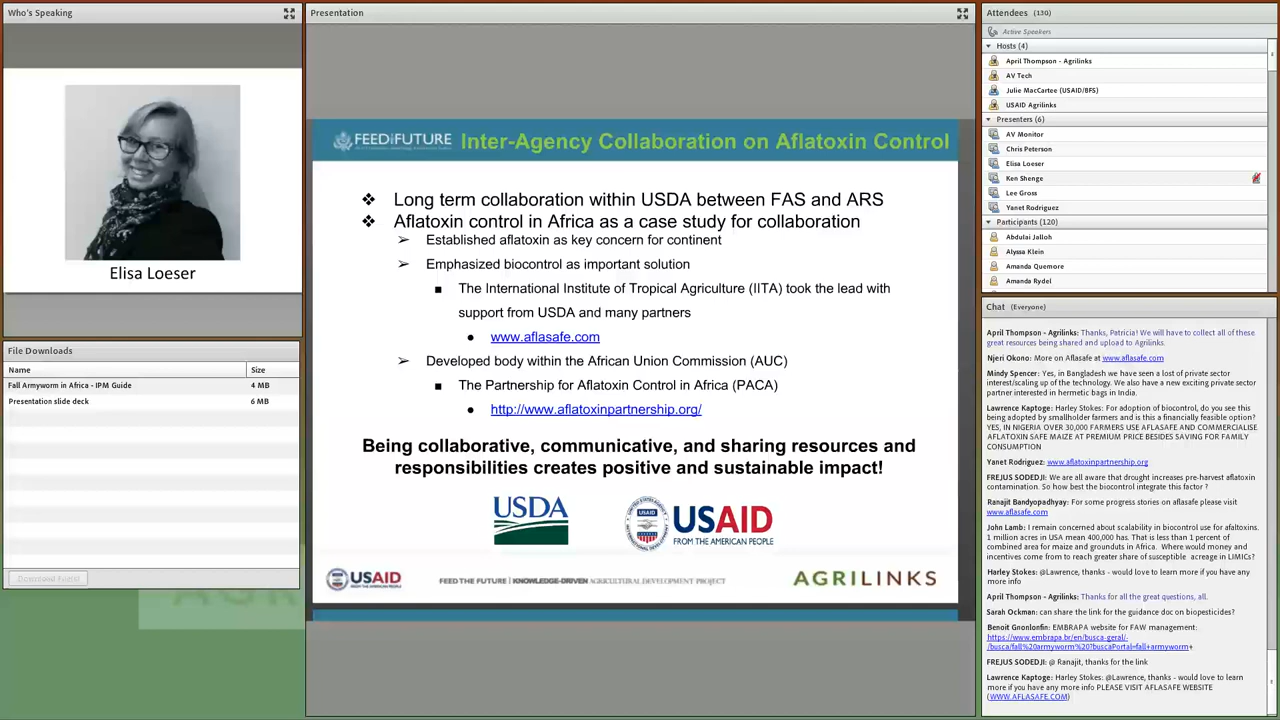 Who's Speaking
Elisa Loeser
File Downloads
Name Size
Fall Armyworm in Africa - IPM Guide 4 MB
Presentation slide deck 6 MB
Download File(s)
AGRILI
Presentation
FEED THE FUTURE Inter-Agency Collaboration on Aflatoxin Control
❖ Long term collaboration within USDA between FAS and ARS
❖ Aflatoxin control in Africa as a case study for collaboration
➢ Established aflatoxin as key concern for continent
➢ Emphasized biocontrol as important solution
■ The International Institute of Tropical Agriculture (IITA) took the lead with
support from USDA and many partners
● www.aflasafe.com
➢ Developed body within the African Union Commission (AUC)
■ The Partnership for Aflatoxin Control in Africa (PACA)
● http://www.aflatoxinpartnership.org/
Being collaborative, communicative, and sharing resources and
responsibilities creates positive and sustainable impact!
USDA
USAID
USAID
FROM THE AMERICAN PEOPLE
USAID
FROM THE AMERICAN PEOPLE
FEED THE FUTURE | KNOWLEDGE-DRIVEN AGRICULTURAL DEVELOPMENT PROJECT
AGRILINKS
Attendees (130)
Active Speakers
Hosts (4)
April Thompson - Agrilinks
AV Tech
Julie MacCartee (USAID/BFS)
USAID Agrilinks
Presenters (6)
AV Monitor
Chris Peterson
Elisa Loeser
Ken Shenge
Lee Gross
Yanet Rodriguez
Participants (120)
Abdulai Jalloh
Alyssa Klein
Amanda Quemore
Amanda Rydel
Chat (Everyone)
April Thompson - Agrilinks: Thanks, Patricia! We will have to collect all of these
great resources being shared and upload to Agrilinks.
Njeri Okono: More on Aflasafe at www.aflasafe.com
Mindy Spencer: Yes, in Bangladesh we have seen a lost of private sector
interest/scaling up of the technology. We also have a new exciting private sector
partner interested in hermetic bags in India.
Lawrence Kaptoge: Harley Stokes: For adoption of biocontrol, do you see this
being adopted by smallholder farmers and is this a financially feasible option?
YES, IN NIGERIA OVER 30,000 FARMERS USE AFLASAFE AND COMMERCIALISE
AFLATOXIN SAFE MAIZE AT PREMIUM PRICE BESIDES SAVING FOR FAMILY
CONSUMPTION
Yanet Rodriguez: www.aflatoxinpartnership.org
FREJUS SODEDJI: We are all aware that drought increases pre-harvest aflatoxin
contamination. So how best the biocontrol integrate this factor ?
Ranajit Bandyopadhyay: For some progress stories on aflasafe please visit
www.aflasafe.com
John Lamb: I remain concerned about scalability in biocontrol use for afaltoxins.
1 million acres in USA mean 400,000 has. That is less than 1 percent of
combined area for maize and groundnuts in Africa. Where would money and
incentives come from to reach greater share of susceptible acreage in LIMICs?
Harley Stokes: @Lawrence, thanks - would love to learn more if you have any
more info
April Thompson - Agrilinks: Thanks for all the great questions, all.
Sarah Ockman: can share the link for the guidance doc on biopesticides?
Benoit Gnonlonfin: EMBRAPA website for FAW management:
https://www.embrapa.br/en/busca-geral/-
/busca/fall%20armyworm%20?buscaPortal=fall+armyworm+
FREJUS SODEDJI: @ Ranajit, thanks for the link
Lawrence Kaptoge: Harley Stokes: @Lawrence, thanks - would love to learn
more if you have any more info PLEASE VISIT AFLASAFE WEBSITE
(WWW.AFLASAFE.COM)